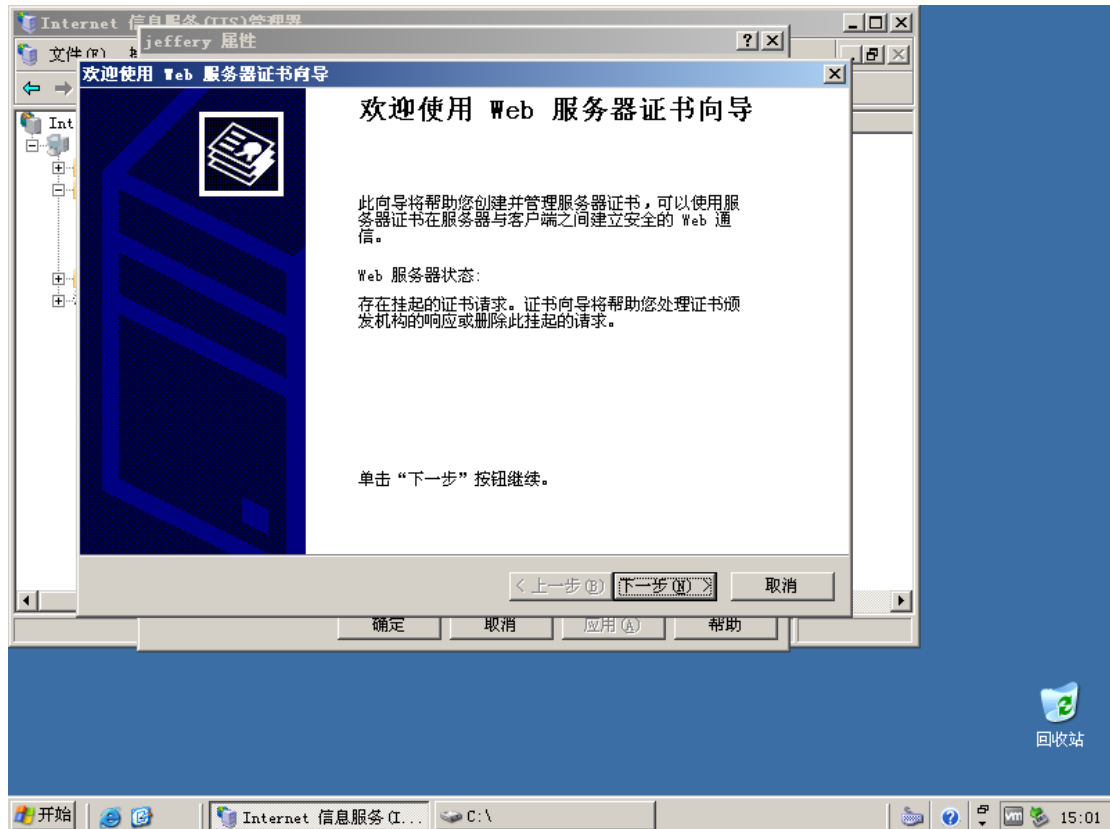 Internet 信息服务(IIS)管理器
jeffery 属性
文件(F)
欢迎使用 Web 服务器证书向导
Int
欢迎使用 Web 服务器证书向导
此向导将帮助您创建并管理服务器证书，可以使用服
务器证书在服务器与客户端之间建立安全的 Web 通
信。
Web 服务器状态:
存在挂起的证书请求。证书向导将帮助您处理证书颁
发机构的响应或删除此挂起的请求。
单击“下一步”按钮继续。
< 上一步(B)
下一步(N) >
取消
确定
取消
应用(A)
帮助
回收站
开始
Internet 信息服务(I...
C:\
15:01